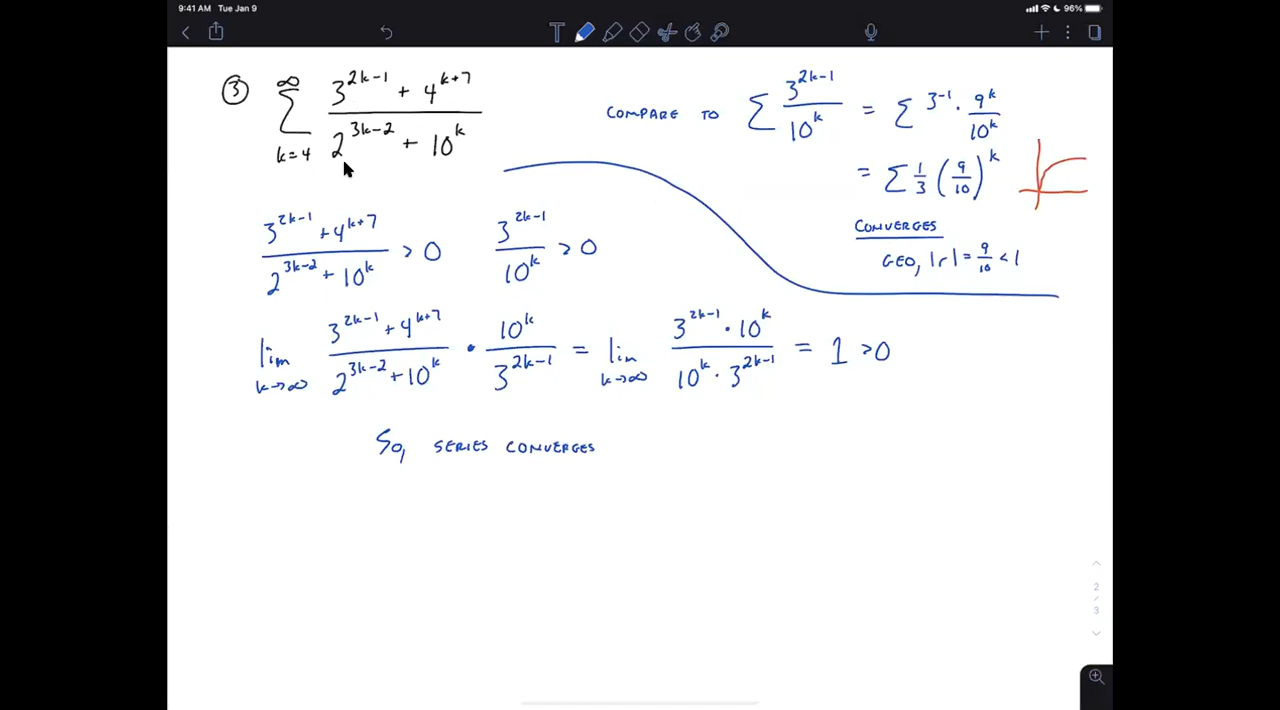 9:41 AM Tue Jan 9 96%
③ ∞ ∑ k=4 (3^(2k-1) + 4^(k+7)) / (2^(3k-2) + 10^k)
COMPARE TO ∑ 3^(2k-1) / 10^k = ∑ 3^-1 · 9^k / 10^k
= ∑ 1/3 (9/10)^k
CONVERGES
GEO, |r| = 9/10 < 1
(3^(2k-1) + 4^(k+7)) / (2^(3k-2) + 10^k) > 0 3^(2k-1) / 10^k > 0
lim k→∞ (3^(2k-1) + 4^(k+7)) / (2^(3k-2) + 10^k) · 10^k / 3^(2k-1) = lim k→∞ (3^(2k-1) · 10^k) / (10^k · 3^(2k-1)) = 1 > 0
SO, SERIES CONVERGES
2
/
3